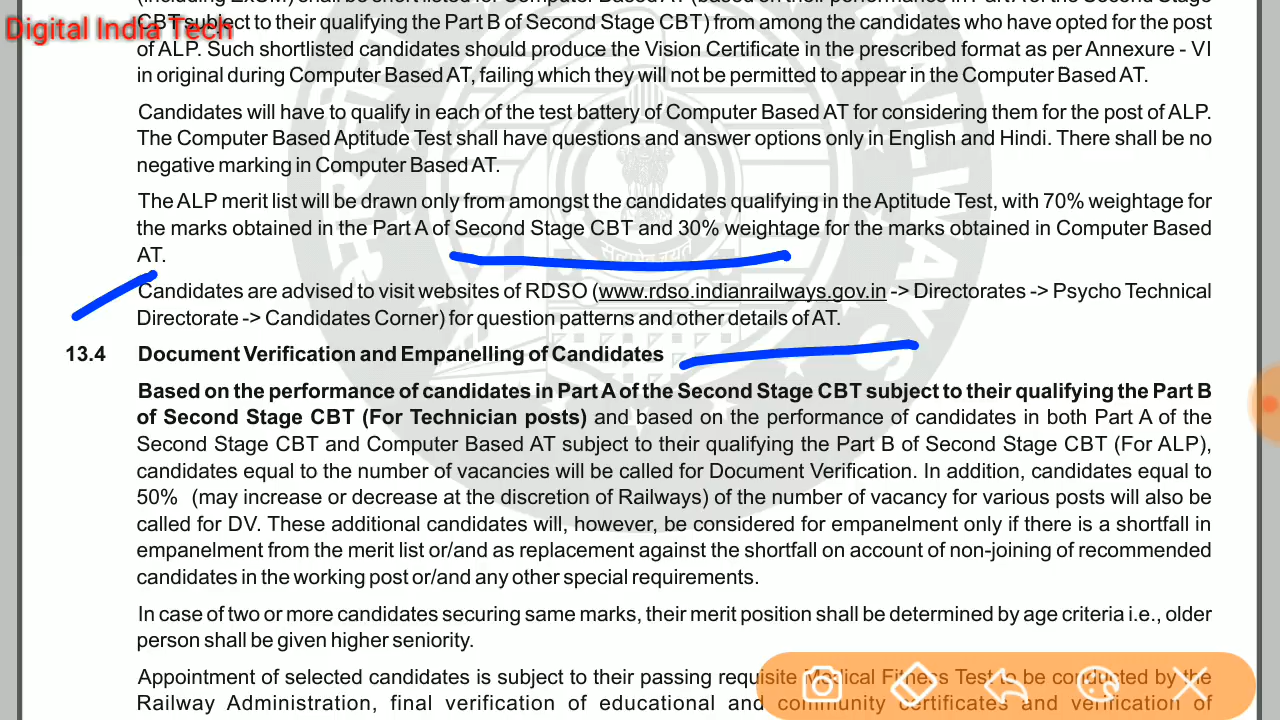 (including ExSM) shall be short listed for Computer Based AT (based on their performance in Part A of the Second Stage
CBT subject to their qualifying the Part B of Second Stage CBT) from among the candidates who have opted for the post
Digital India Tech
of ALP. Such shortlisted candidates should produce the Vision Certificate in the prescribed format as per Annexure - VI
in original during Computer Based AT, failing which they will not be permitted to appear in the Computer Based AT.
Candidates will have to qualify in each of the test battery of Computer Based AT for considering them for the post of ALP.
The Computer Based Aptitude Test shall have questions and answer options only in English and Hindi. There shall be no
negative marking in Computer Based AT.
The ALP merit list will be drawn only from amongst the candidates qualifying in the Aptitude Test, with 70% weightage for
the marks obtained in the Part A of Second Stage CBT and 30% weightage for the marks obtained in Computer Based
AT.
Candidates are advised to visit websites of RDSO (www.rdso.indianrailways.gov.in -> Directorates -> Psycho Technical
Directorate -> Candidates Corner) for question patterns and other details of AT.
13.4 Document Verification and Empanelling of Candidates
Based on the performance of candidates in Part A of the Second Stage CBT subject to their qualifying the Part B
of Second Stage CBT (For Technician posts) and based on the performance of candidates in both Part A of the
Second Stage CBT and Computer Based AT subject to their qualifying the Part B of Second Stage CBT (For ALP),
candidates equal to the number of vacancies will be called for Document Verification. In addition, candidates equal to
50% (may increase or decrease at the discretion of Railways) of the number of vacancy for various posts will also be
called for DV. These additional candidates will, however, be considered for empanelment only if there is a shortfall in
empanelment from the merit list or/and as replacement against the shortfall on account of non-joining of recommended
candidates in the working post or/and any other special requirements.
In case of two or more candidates securing same marks, their merit position shall be determined by age criteria i.e., older
person shall be given higher seniority.
Appointment of selected candidates is subject to their passing requisite Medical Fitness Test to be conducted by the
Railway Administration, final verification of educational and community certificates and verification of